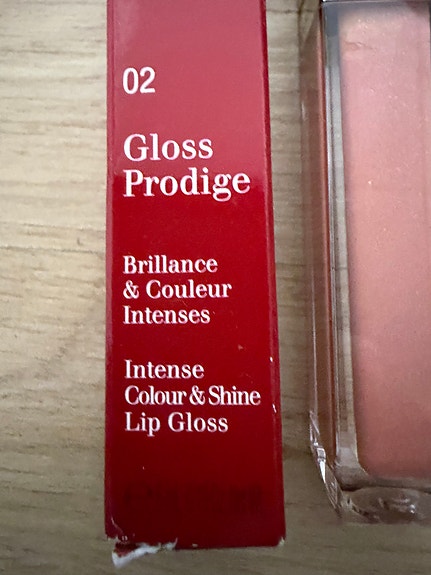 02
Gloss
Prodige
Brillance
& Couleur
Intenses
Intense
Colour & Shine
Lip Gloss